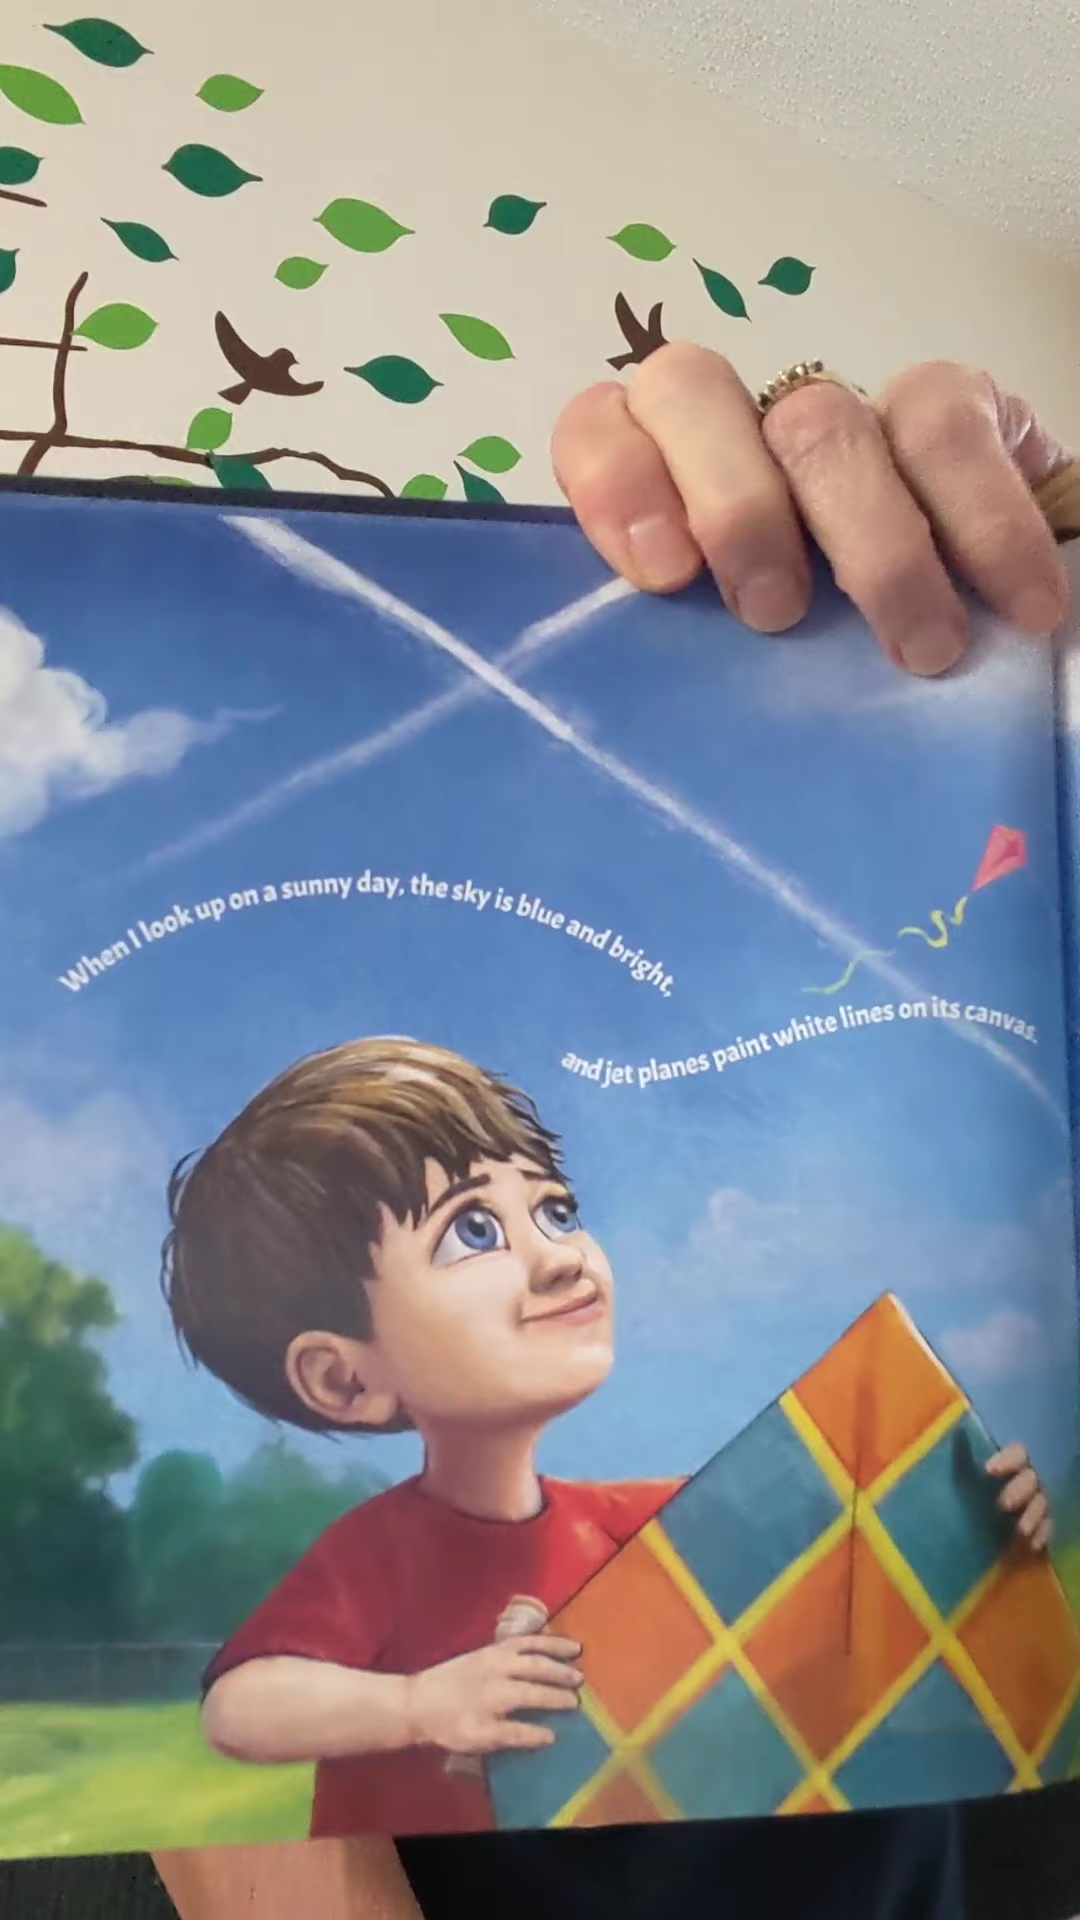 When I look up on a sunny day, the sky is blue and bright,
and jet planes paint white lines on its canvas.